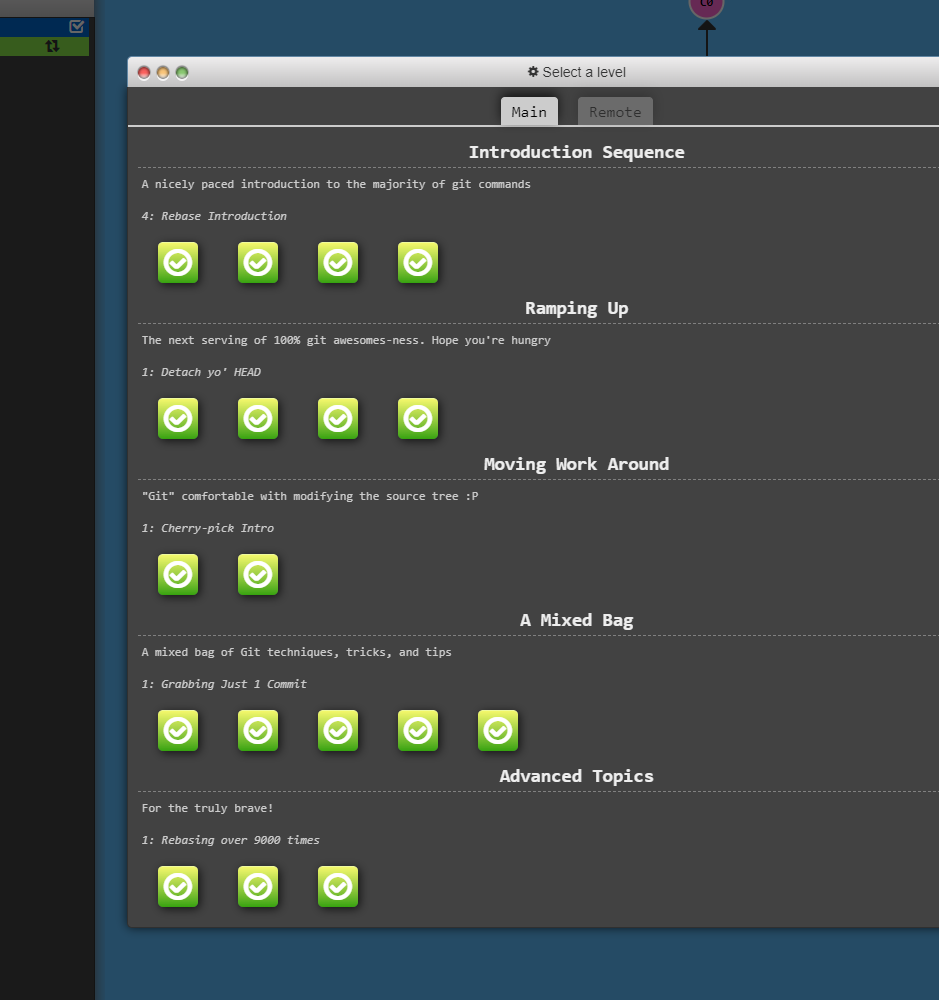 C0
Select a level
Main
Remote
Introduction Sequence
A nicely paced introduction to the majority of git commands
4: Rebase Introduction
Ramping Up
The next serving of 100% git awesomes-ness. Hope you're hungry
1: Detach yo' HEAD
Moving Work Around
"Git" comfortable with modifying the source tree :P
1: Cherry-pick Intro
A Mixed Bag
A mixed bag of Git techniques, tricks, and tips
1: Grabbing Just 1 Commit
Advanced Topics
For the truly brave!
1: Rebasing over 9000 times